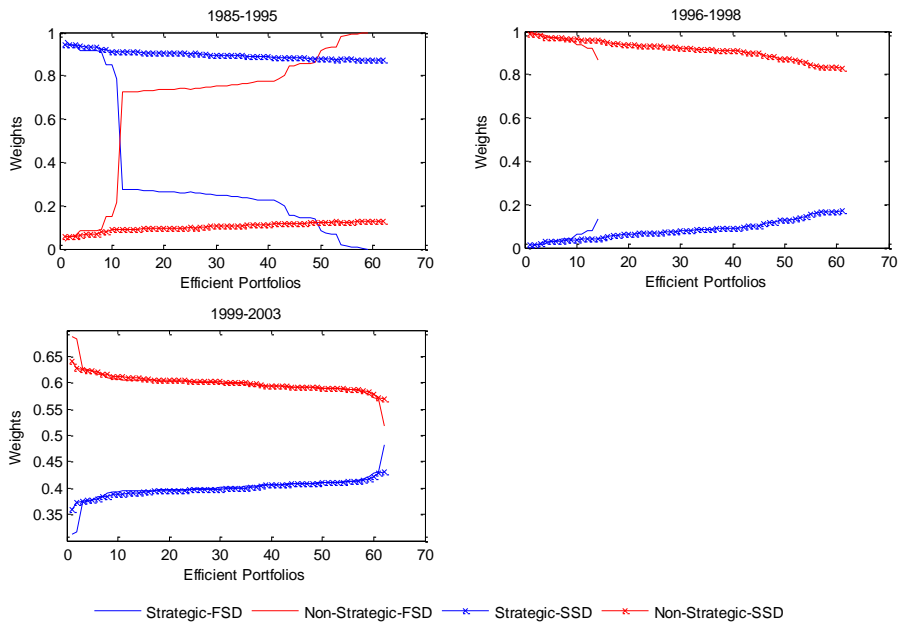 1985-1995
1
0.8
0.6
0.4
0.2
0
Weights
0 10 20 30 40 50 60 70
Efficient Portfolios
1996-1998
1
0.8
0.6
0.4
0.2
0
Weights
0 10 20 30 40 50 60 70
Efficient Portfolios
1999-2003
0.65
0.6
0.55
0.5
0.45
0.4
0.35
Weights
0 10 20 30 40 50 60 70
Efficient Portfolios
Strategic-FSD Non-Strategic-FSD Strategic-SSD Non-Strategic-SSD